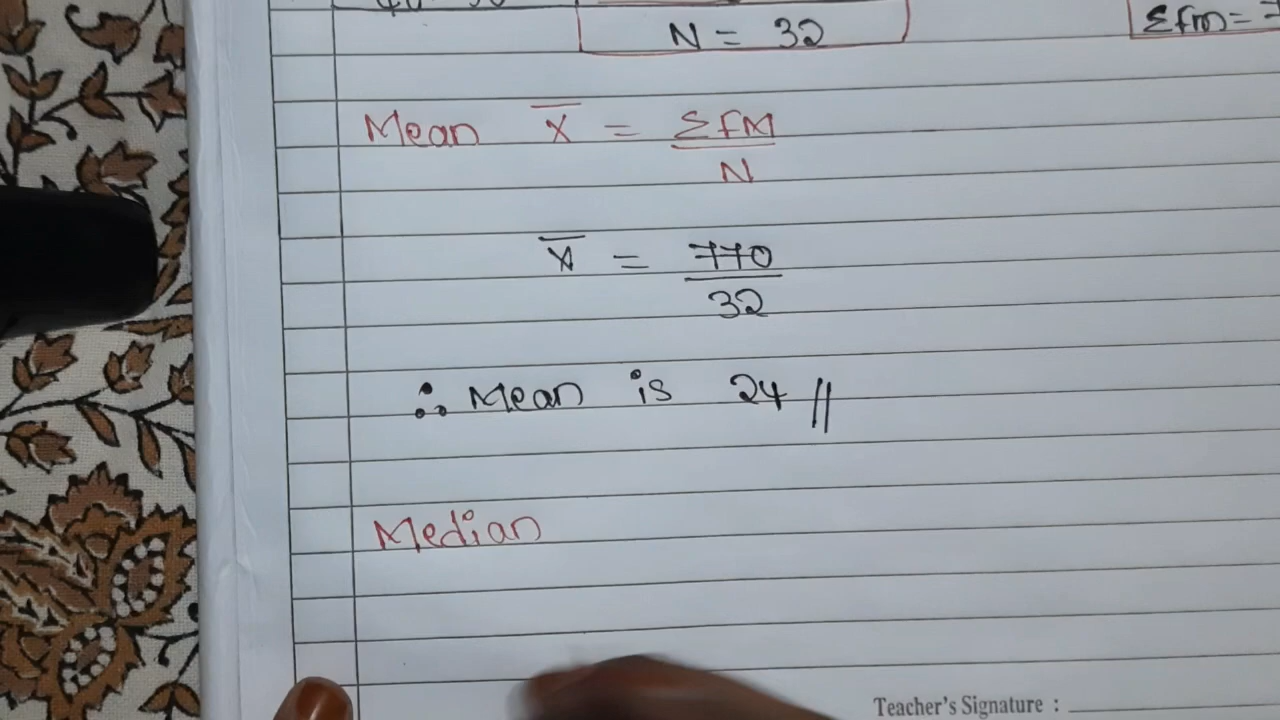 N = 32
Σfm =
Mean X̄ = ΣfM
N
X̄ = 770
32
∴ Mean is 24 //
Median
Teacher's Signature :